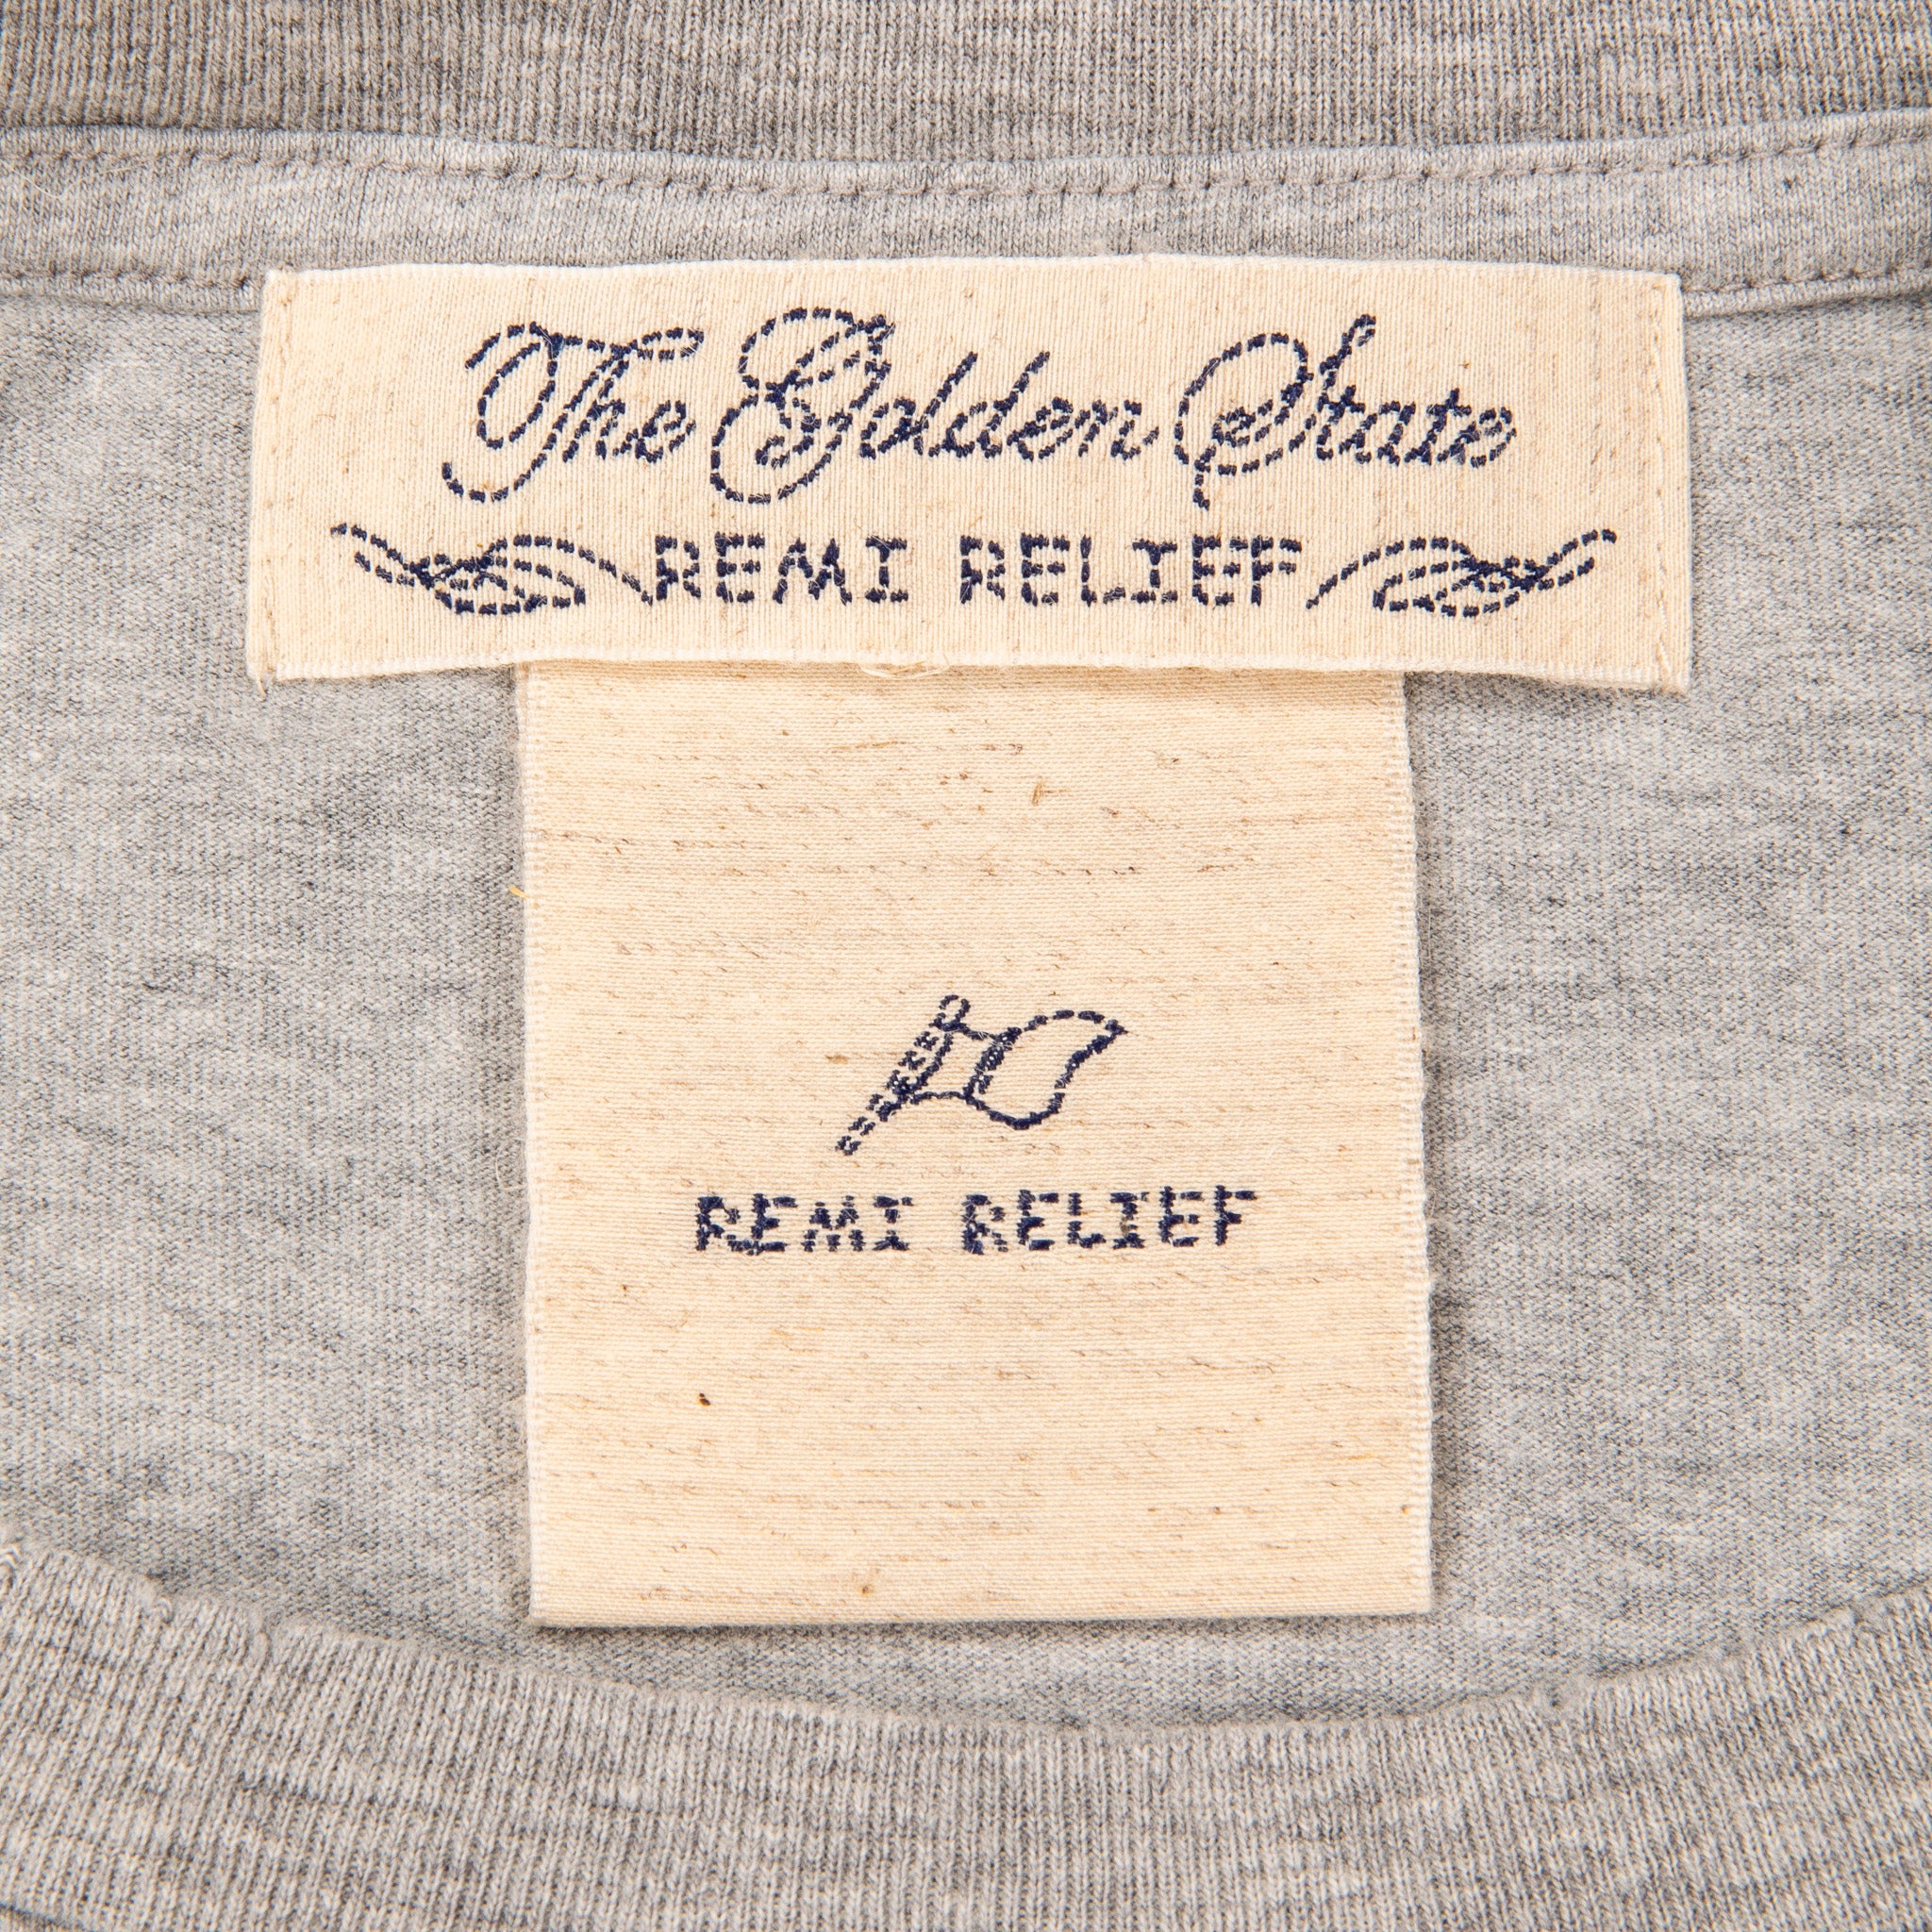 The Golden State
REMI RELIEF
REMI RELIEF